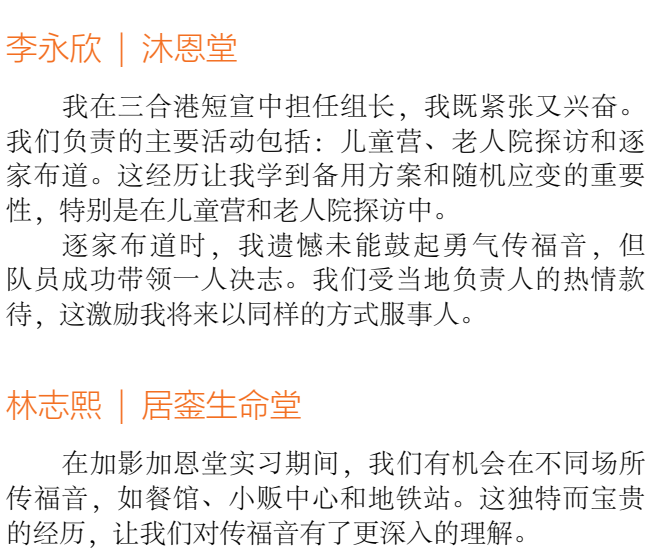 李永欣｜沐恩堂
我在三合港短宣中担任组长，我既紧张又兴奋。
我们负责的主要活动包括：儿童营、老人院探访和逐
家布道。这经历让我学到备用方案和随机应变的重要
性，特别是在儿童营和老人院探访中。
逐家布道时，我遗憾未能鼓起勇气传福音，但
队员成功带领一人决志。我们受当地负责人的热情款
待，这激励我将来以同样的方式服事人。
林志熙｜居銮生命堂
在加影加恩堂实习期间，我们有机会在不同场所
传福音，如餐馆、小贩中心和地铁站。这独特而宝贵
的经历，让我们对传福音有了更深入的理解。